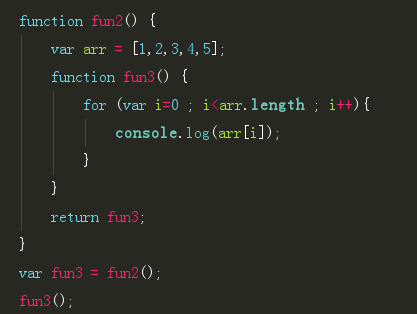 function fun2() {
    var arr = [1,2,3,4,5];
    function fun3() {
        for (var i=0 ; i<arr.length ; i++){
            console.log(arr[i]);
        }
    }
    return fun3;
}
var fun3 = fun2();
fun3();